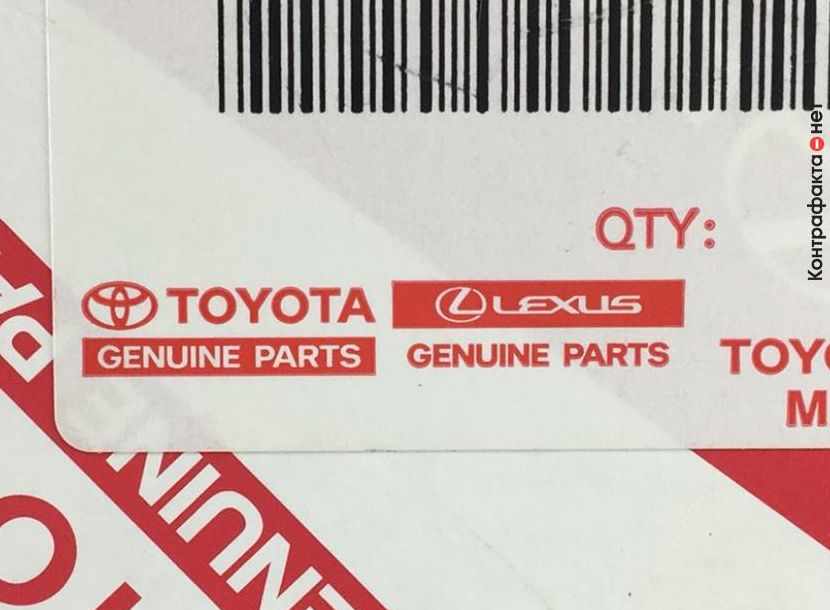 QTY:
TOYOTA
LEXUS
GENUINE PARTS
GENUINE PARTS
Контрафакта нет